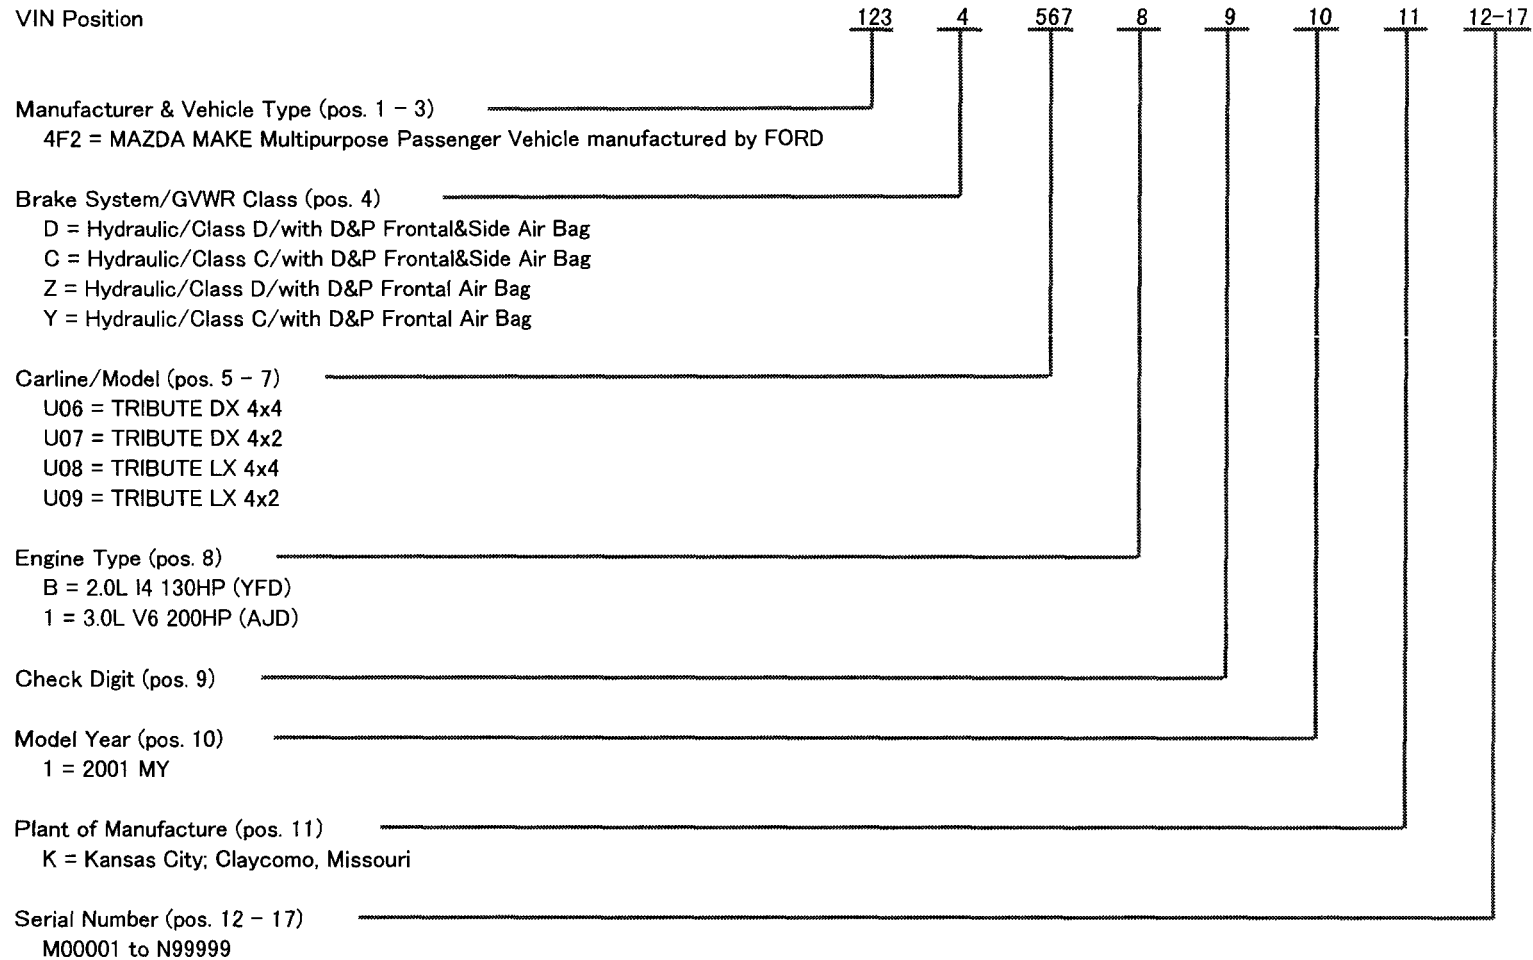 VIN Position 123 4 567 8 9 10 11 12-17
Manufacturer & Vehicle Type (pos. 1 - 3)
4F2 = MAZDA MAKE Multipurpose Passenger Vehicle manufactured by FORD
Brake System/GVWR Class (pos. 4)
D = Hydraulic/Class D/with D&P Frontal&Side Air Bag
C = Hydraulic/Class C/with D&P Frontal&Side Air Bag
Z = Hydraulic/Class D/with D&P Frontal Air Bag
Y = Hydraulic/Class C/with D&P Frontal Air Bag
Carline/Model (pos. 5 - 7)
U06 = TRIBUTE DX 4x4
U07 = TRIBUTE DX 4x2
U08 = TRIBUTE LX 4x4
U09 = TRIBUTE LX 4x2
Engine Type (pos. 8)
B = 2.0L I4 130HP (YFD)
1 = 3.0L V6 200HP (AJD)
Check Digit (pos. 9)
Model Year (pos. 10)
1 = 2001 MY
Plant of Manufacture (pos. 11)
K = Kansas City; Claycomo, Missouri
Serial Number (pos. 12 - 17)
M00001 to N99999